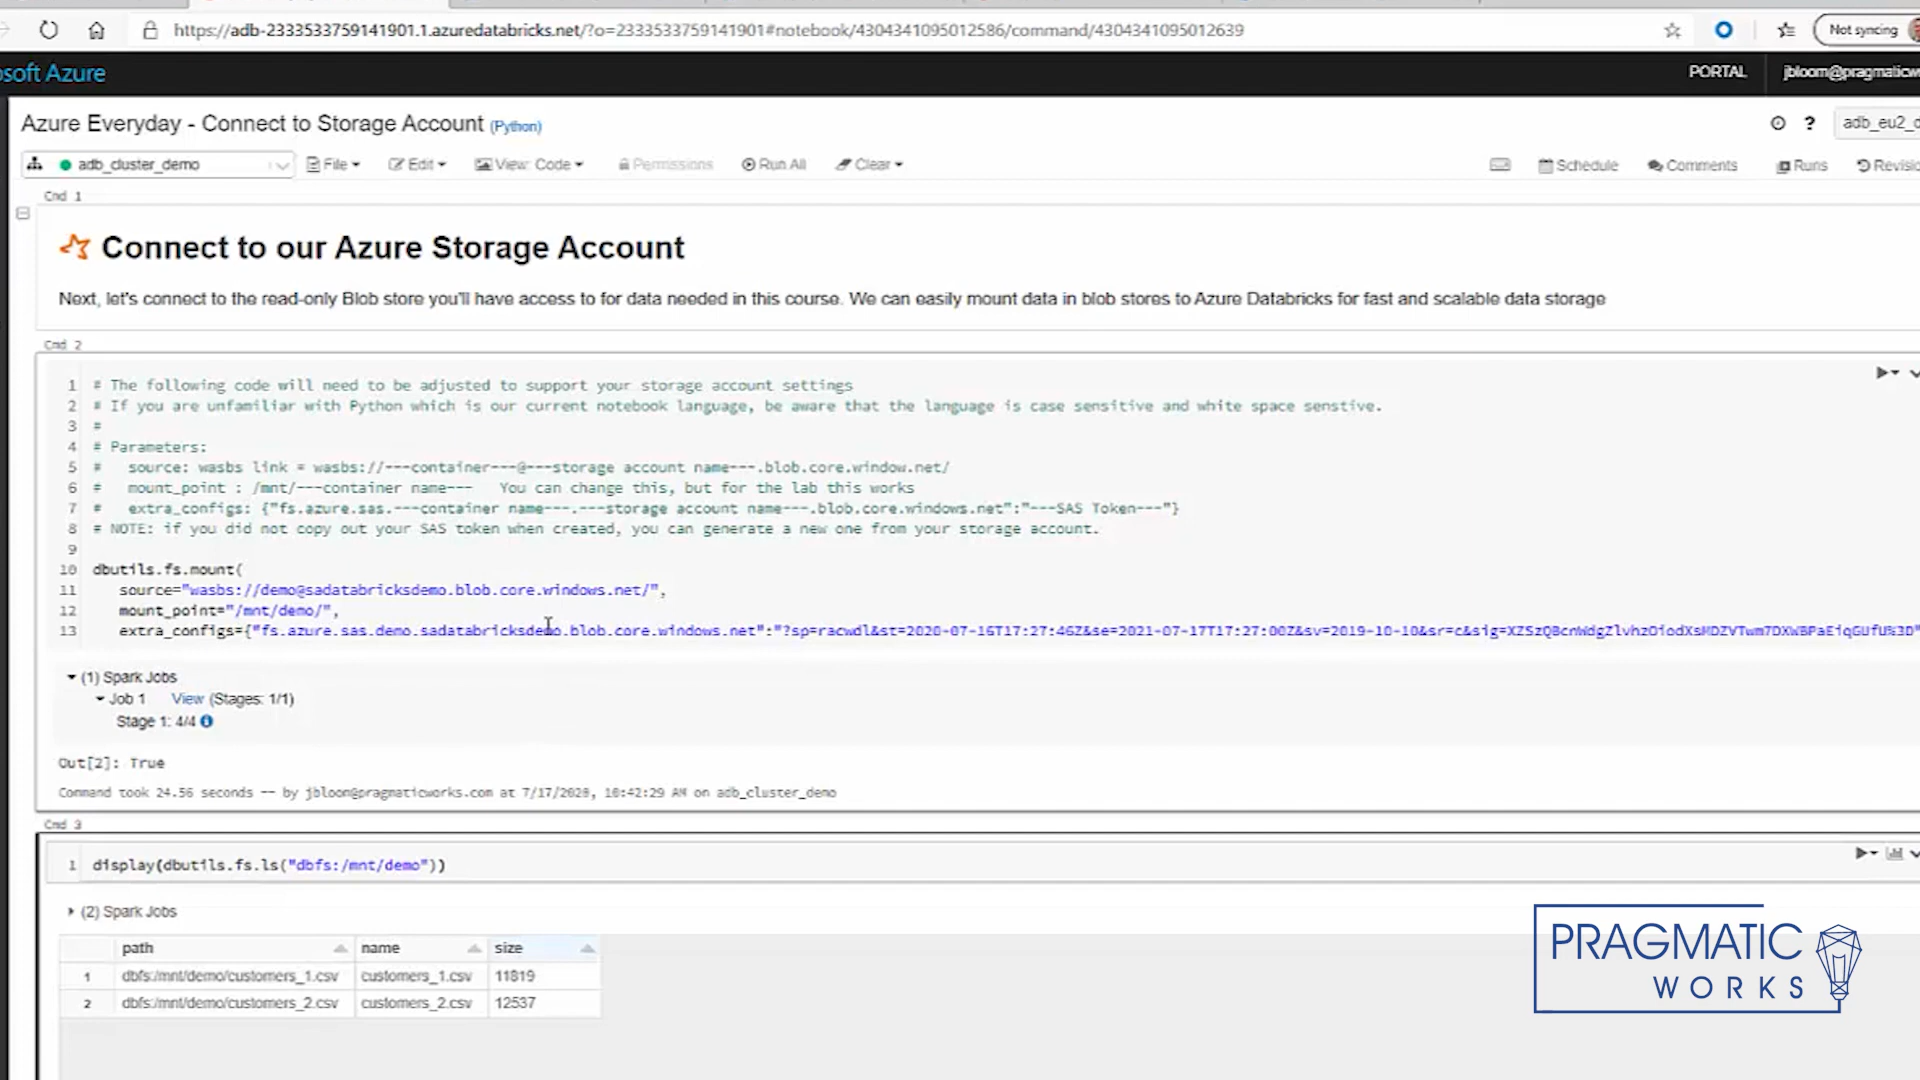 https://adb-2333533759141901.1.azuredatabricks.net/?o=2333533759141901#notebook/4304341095012586/command/4304341095012639
Not syncing
osoft Azure
PORTAL
jbloom@pragmaticw
Azure Everyday - Connect to Storage Account (Python)
? adb_eu2_
adb_cluster_demo File Edit View: Code Permissions Run All Clear
Schedule Comments Runs Revisio
Cmd 1
Connect to our Azure Storage Account
Next, let's connect to the read-only Blob store you'll have access to for data needed in this course. We can easily mount data in blob stores to Azure Databricks for fast and scalable data storage
Cmd 2
1 # The following code will need to be adjusted to support your storage account settings
2 # If you are unfamiliar with Python which is our current notebook language, be aware that the language is case sensitive and white space senstive.
3 #
4 # Parameters:
5 # source: wasbs link = wasbs://---container---@---storage account name---.blob.core.window.net/
6 # mount_point : /mnt/---container name--- You can change this, but for the lab this works
7 # extra_configs: {"fs.azure.sas.---container name---.---storage account name---.blob.core.windows.net":"---SAS Token---"}
8 # NOTE: if you did not copy out your SAS token when created, you can generate a new one from your storage account.
9
10 dbutils.fs.mount(
11 source="wasbs://demo@sadatabricksdemo.blob.core.windows.net/",
12 mount_point="/mnt/demo/",
13 extra_configs={"fs.azure.sas.demo.sadatabricksdemo.blob.core.windows.net":"?sp=racwdl&st=2020-07-16T17:27:46Z&se=2021-07-17T17:27:00Z&sv=2019-10-10&sr=c
(1) Spark Jobs
Job 1 View (Stages: 1/1)
Stage 1: 4/4
Out[2]: True
Command took 24.56 seconds -- by jbloom@pragmaticworks.com at 7/17/2020, 10:42:29 AM on adb_cluster_demo
Cmd 3
1 display(dbutils.fs.ls("dbfs:/mnt/demo"))
(2) Spark Jobs
path name size
1 dbfs:/mnt/demo/customers_1.csv customers_1.csv 11819
2 dbfs:/mnt/demo/customers_2.csv customers_2.csv 12537
PRAGMATIC
WORKS